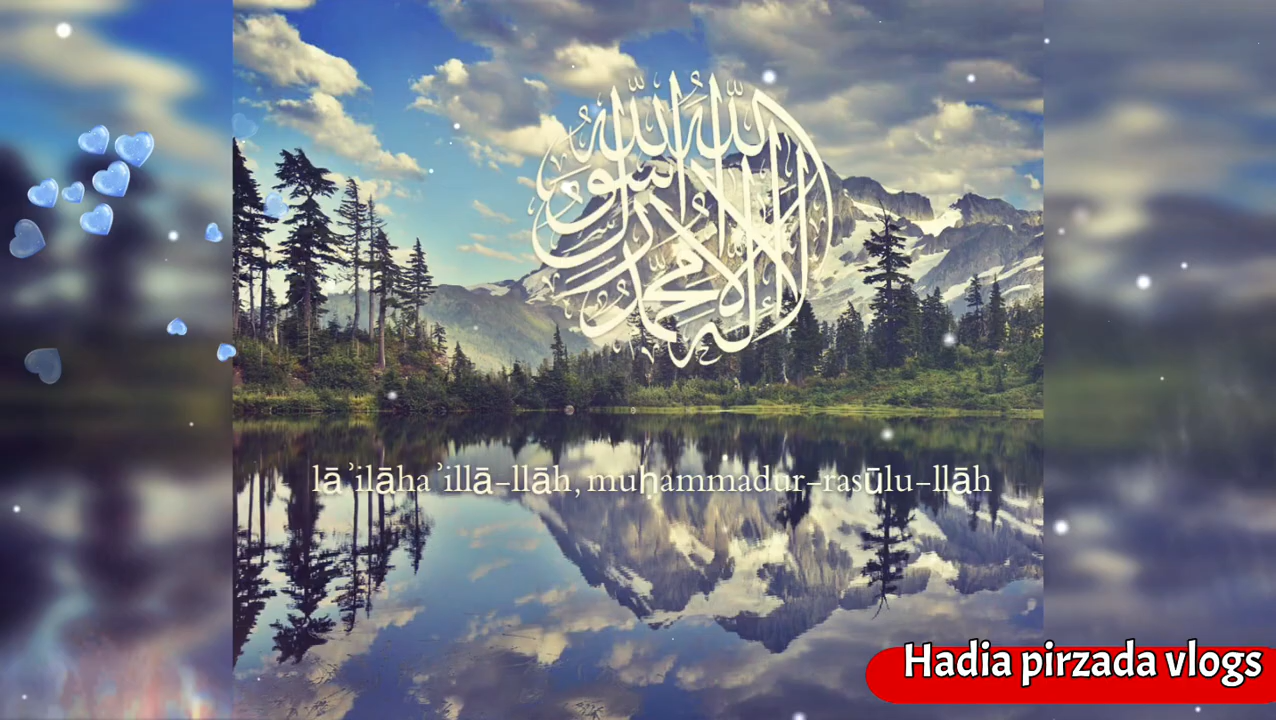 لا إله إلا الله محمد رسول الله
lā ʾilāha ʾillā-llāh, muḥammadur-rasūlu-llāh
Hadia pirzada vlogs